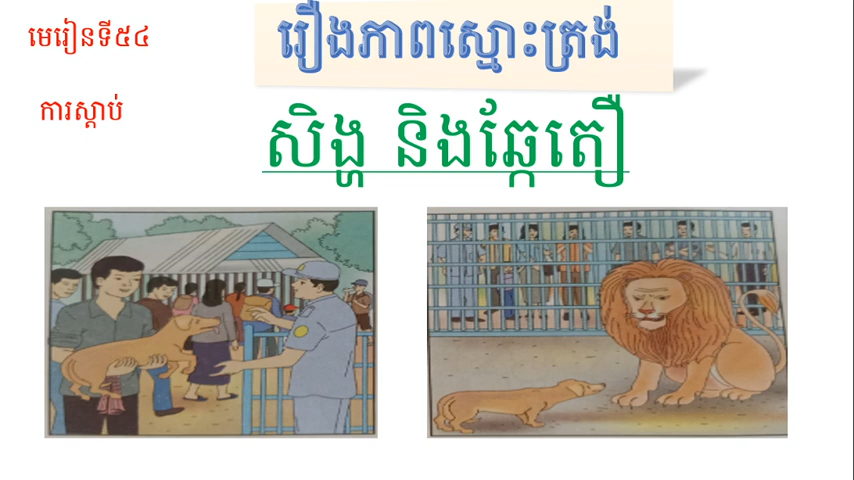 មេរៀនទី៥៤
រឿងភាពស្មោះត្រង់
ការស្ដាប់
សិង្ហ និងឆ្កែតឿ